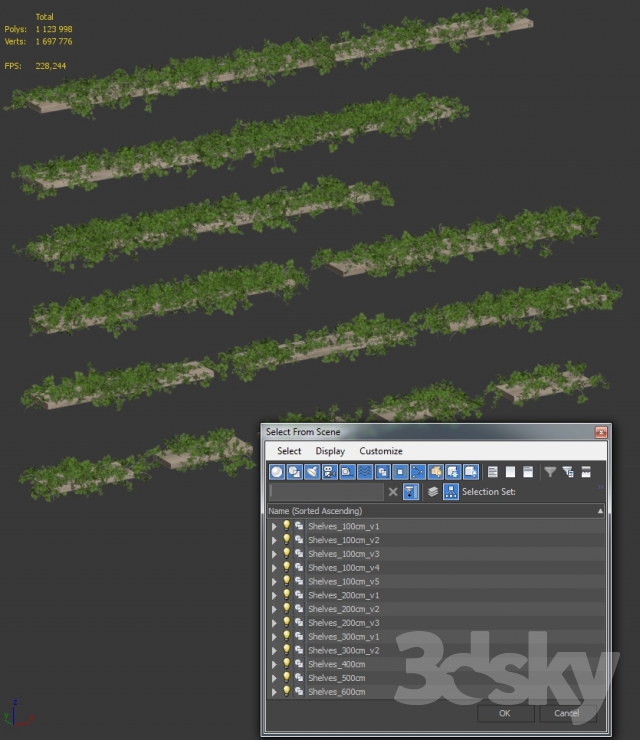 Total
Polys: 1 123 998
Verts: 1 697 776
FPS: 228,244
Select From Scene
Select Display Customize
Selection Set:
Name (Sorted Ascending)
Shelves_100cm_v1
Shelves_100cm_v2
Shelves_100cm_v3
Shelves_100cm_v4
Shelves_100cm_v5
Shelves_200cm_v1
Shelves_200cm_v2
Shelves_200cm_v3
Shelves_300cm_v1
Shelves_300cm_v2
Shelves_400cm
Shelves_500cm
Shelves_600cm
3dsky
OK Cancel